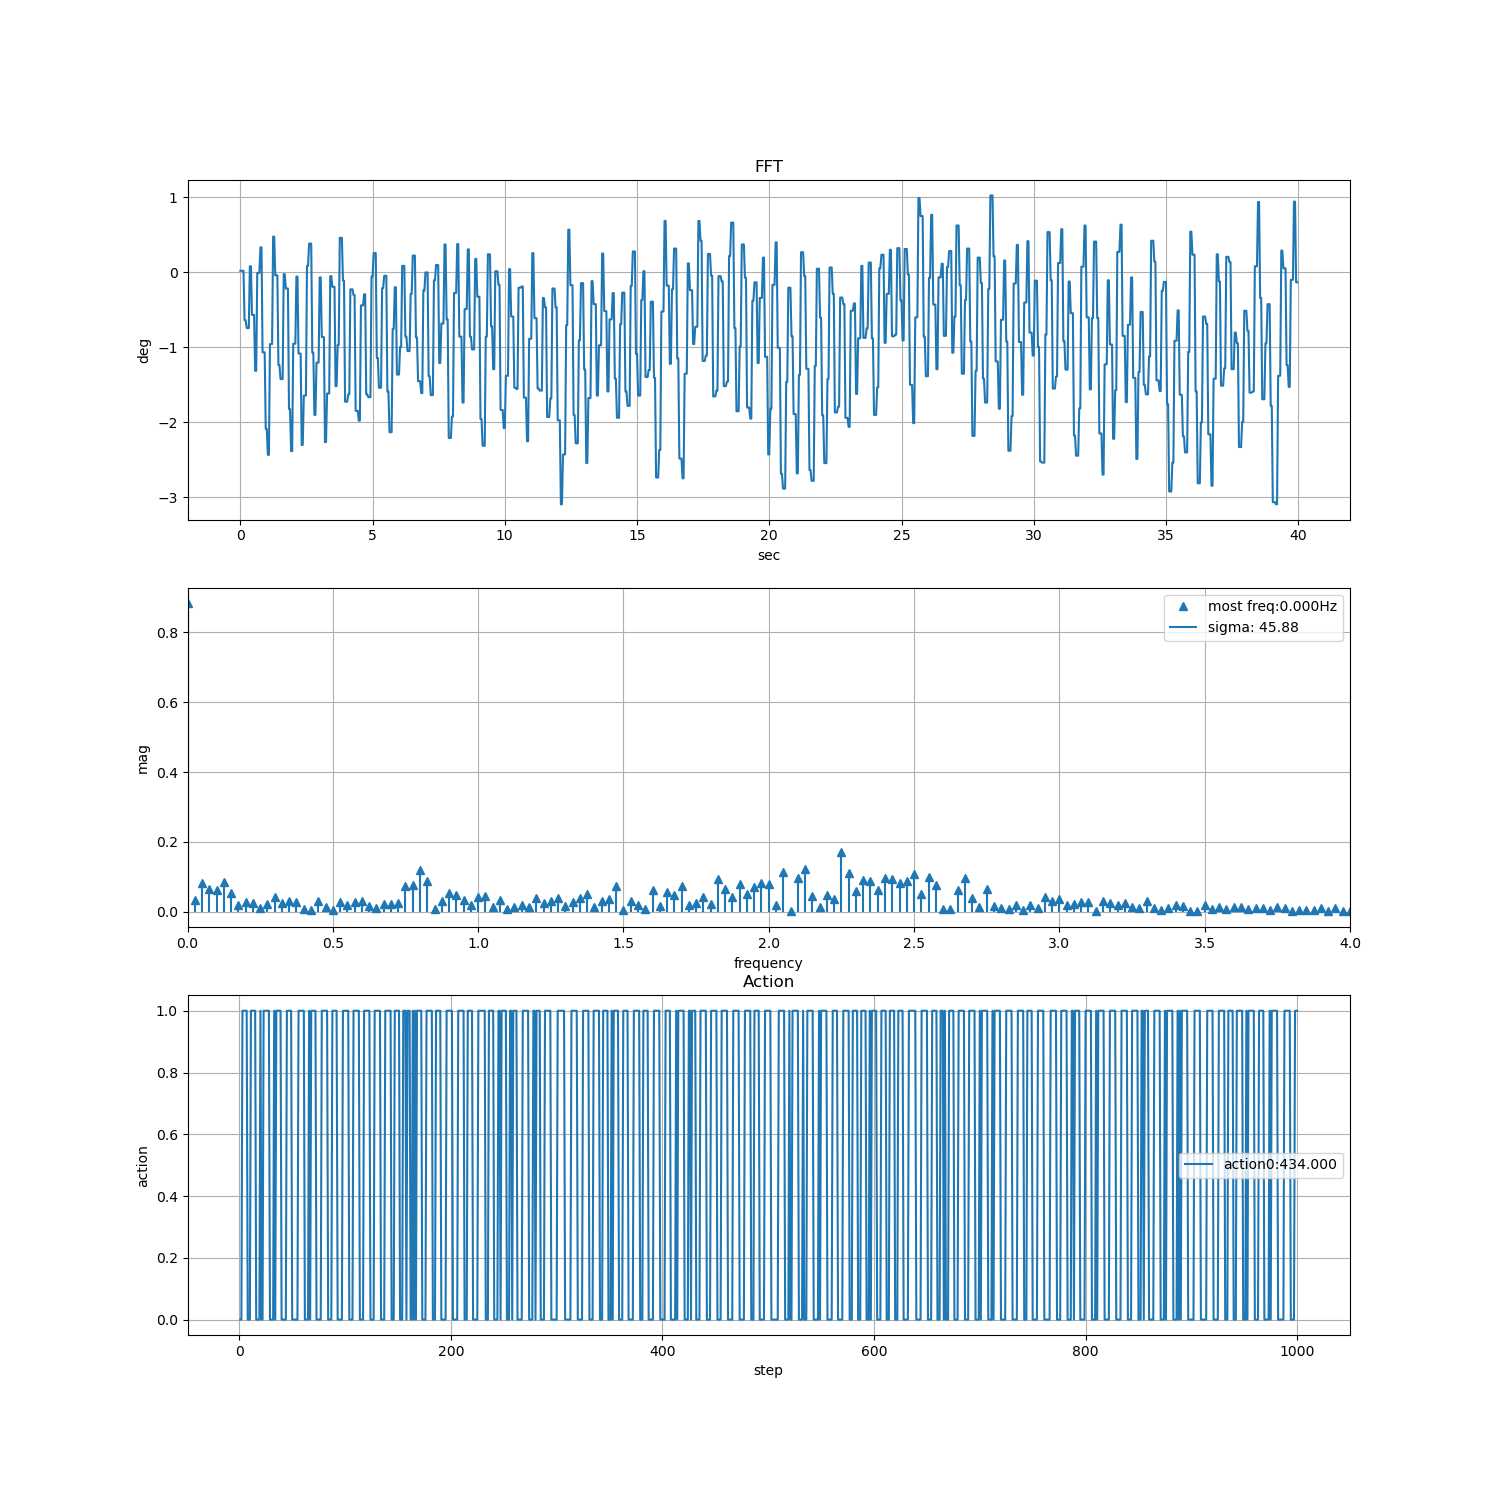 FFT
1
0
−1
−2
−3
deg
0 5 10 15 20 25 30 35 40
sec
most freq:0.000Hz
sigma: 45.88
0.8
0.6
0.4
0.2
0.0
mag
0.0 0.5 1.0 1.5 2.0 2.5 3.0 3.5 4.0
frequency
Action
1.0
0.8
0.6
0.4
0.2
0.0
action
action0:434.000
0 200 400 600 800 1000
step